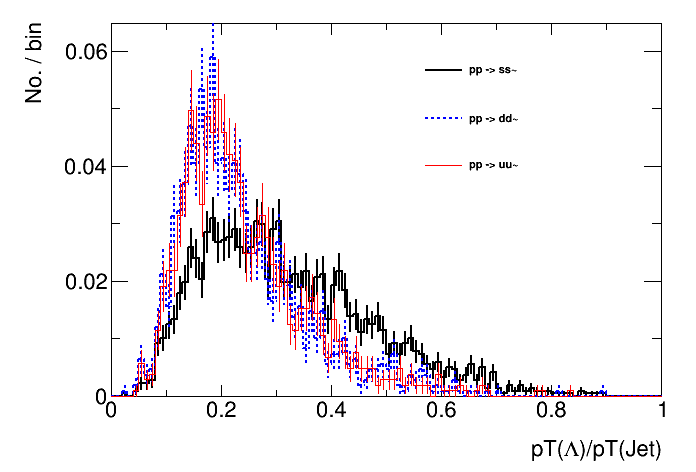 No. / bin
0.06
0.04
0.02
0
pp -> ss~
pp -> dd~
pp -> uu~
0 0.2 0.4 0.6 0.8 1
pT(Λ)/pT(Jet)